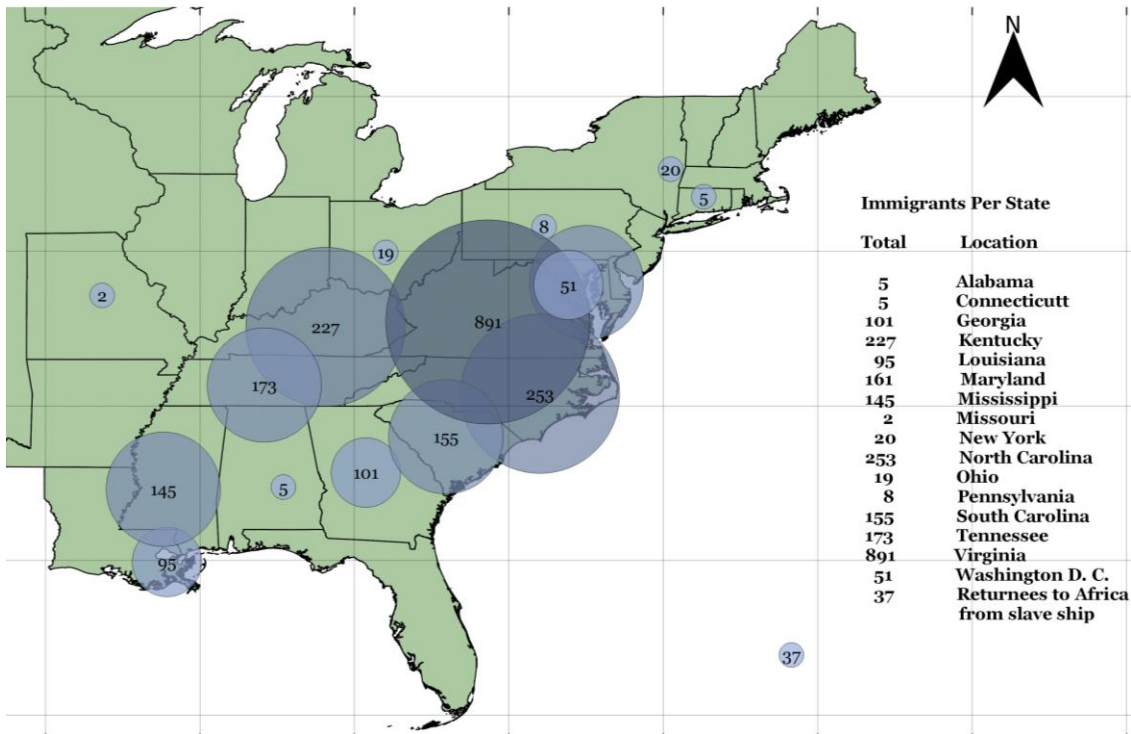 N
20
5
8
19
51
2
227
891
173
253
155
101
145
5
95
37
Immigrants Per State
Total Location
5 Alabama
5 Connecticutt
101 Georgia
227 Kentucky
95 Louisiana
161 Maryland
145 Mississippi
2 Missouri
20 New York
253 North Carolina
19 Ohio
8 Pennsylvania
155 South Carolina
173 Tennessee
891 Virginia
51 Washington D. C.
37 Returnees to Africa
from slave ship